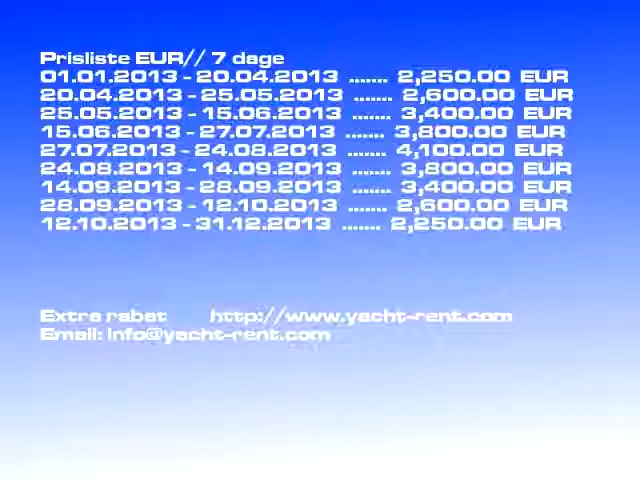 Prisliste EUR// 7 dage
01.01.2013 - 20.04.2013 ....... 2,250.00 EUR
20.04.2013 - 25.05.2013 ....... 2,600.00 EUR
25.05.2013 - 15.06.2013 ....... 3,400.00 EUR
15.06.2013 - 27.07.2013 ....... 3,800.00 EUR
27.07.2013 - 24.08.2013 ....... 4,100.00 EUR
24.08.2013 - 14.09.2013 ....... 3,800.00 EUR
14.09.2013 - 28.09.2013 ....... 3,400.00 EUR
28.09.2013 - 12.10.2013 ....... 2,600.00 EUR
12.10.2013 - 31.12.2013 ....... 2,250.00 EUR
Extra rabat http://www.yacht-rent.com
Email: info@yacht-rent.com